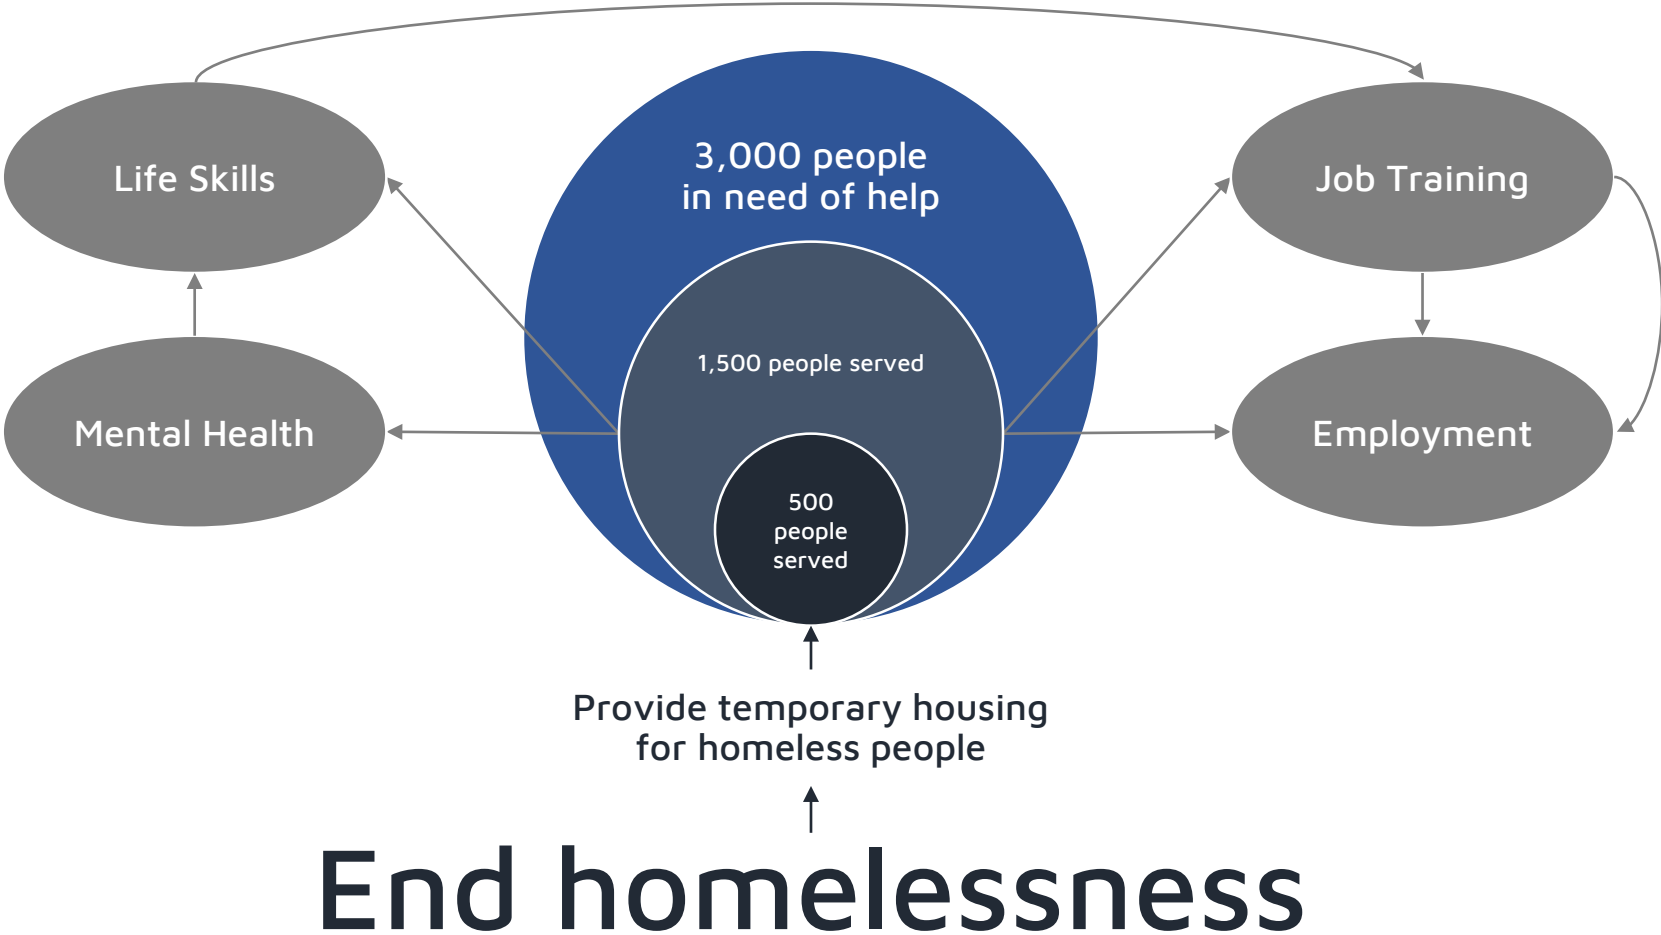 3,000 people
in need of help
Life Skills
Job Training
1,500 people served
Mental Health
Employment
500
people
served
Provide temporary housing
for homeless people
End homelessness